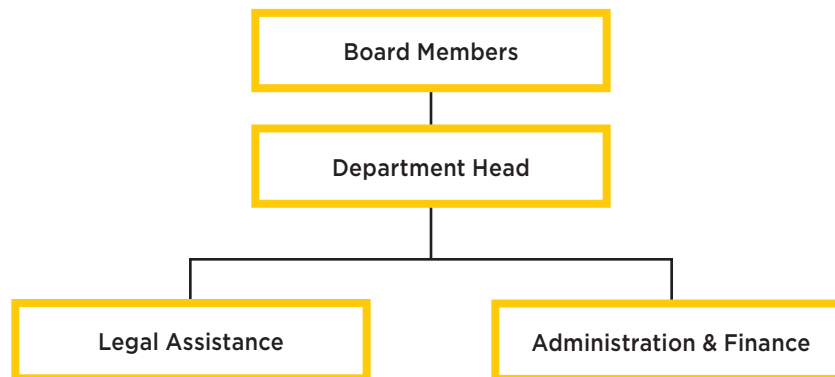 Board Members
Department Head
Legal Assistance
Administration & Finance